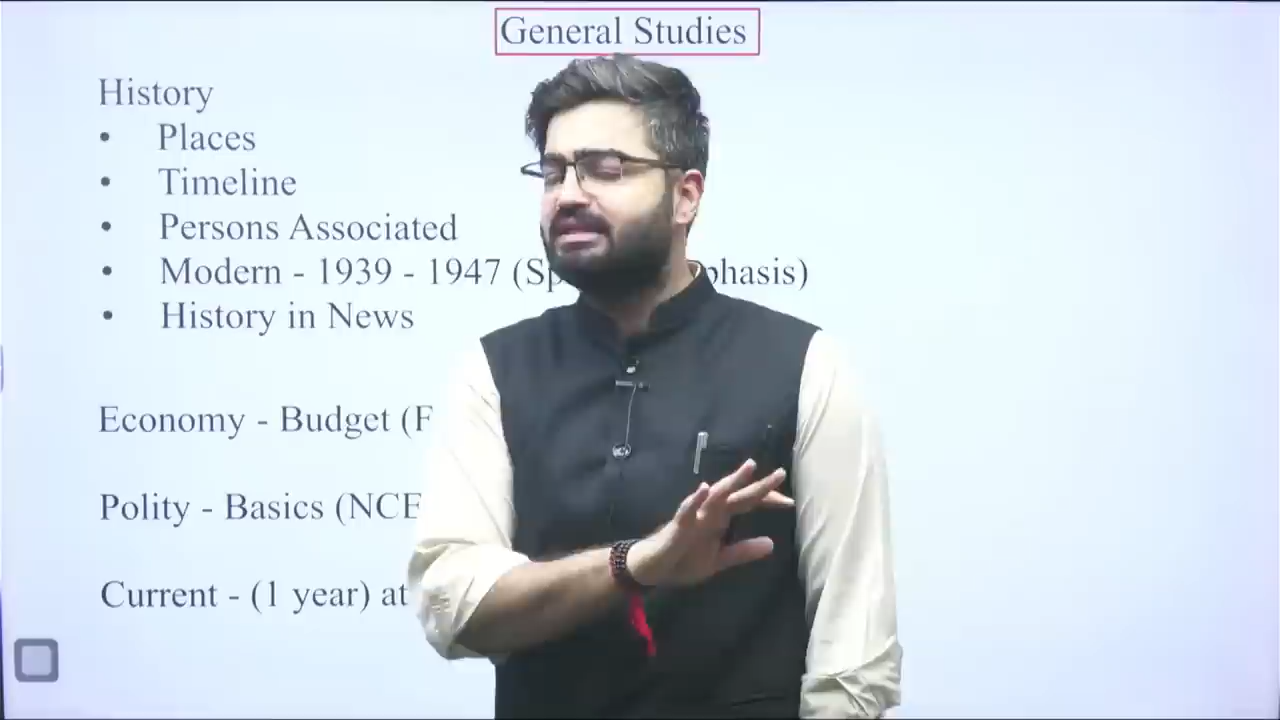 General Studies
History
• Places
• Timeline
• Persons Associated
• Modern - 1939 - 1947 (Sp phasis)
• History in News
Economy - Budget (F
Polity - Basics (NCE
Current - (1 year) at